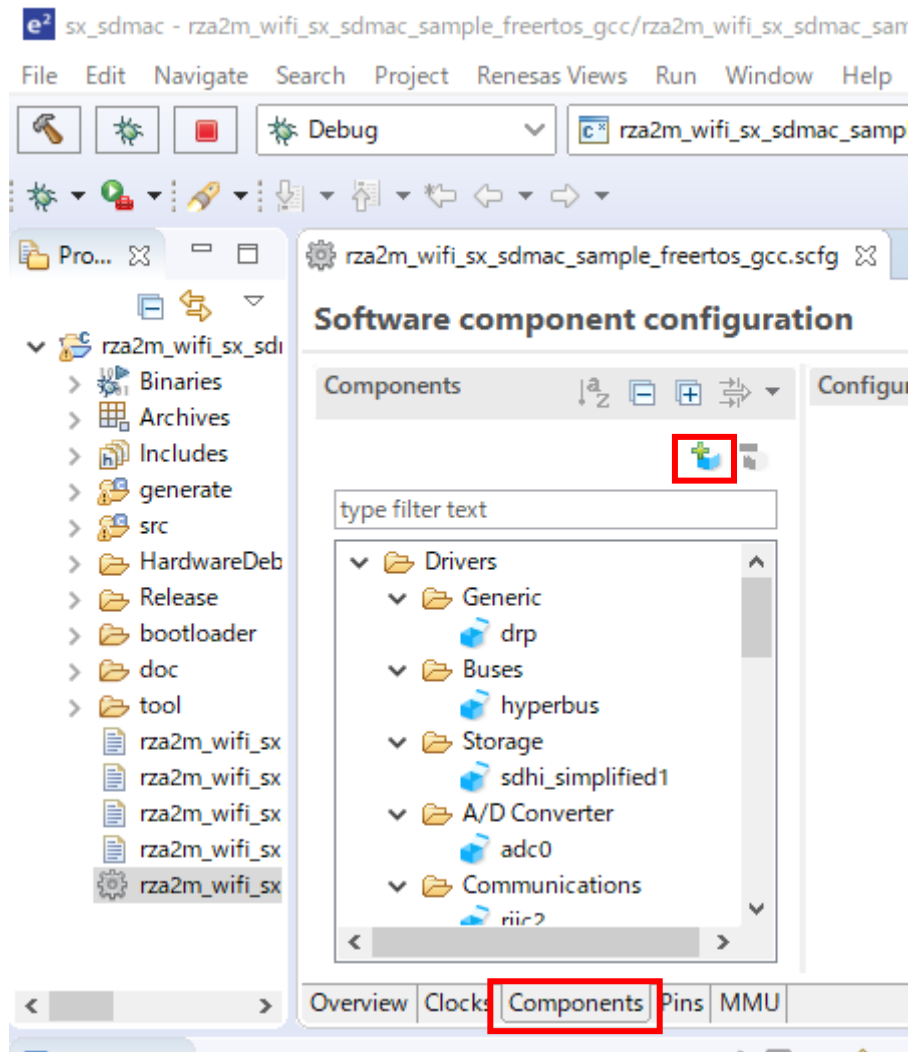 e² sx_sdmac - rza2m_wifi_sx_sdmac_sample_freertos_gcc/rza2m_wifi_sx_sdmac_sam
File Edit Navigate Search Project Renesas Views Run Window Help
Debug
rza2m_wifi_sx_sdmac_samp
Pro...
rza2m_wifi_sx_sdmac_sample_freertos_gcc.scfg
Software component configuration
rza2m_wifi_sx_sdı
Binaries
Archives
Includes
generate
src
HardwareDeb
Release
bootloader
doc
tool
rza2m_wifi_sx
rza2m_wifi_sx
rza2m_wifi_sx
rza2m_wifi_sx
rza2m_wifi_sx
Components
Configur
type filter text
Drivers
Generic
drp
Buses
hyperbus
Storage
sdhi_simplified1
A/D Converter
adc0
Communications
riic2
Overview Clocks Components Pins MMU